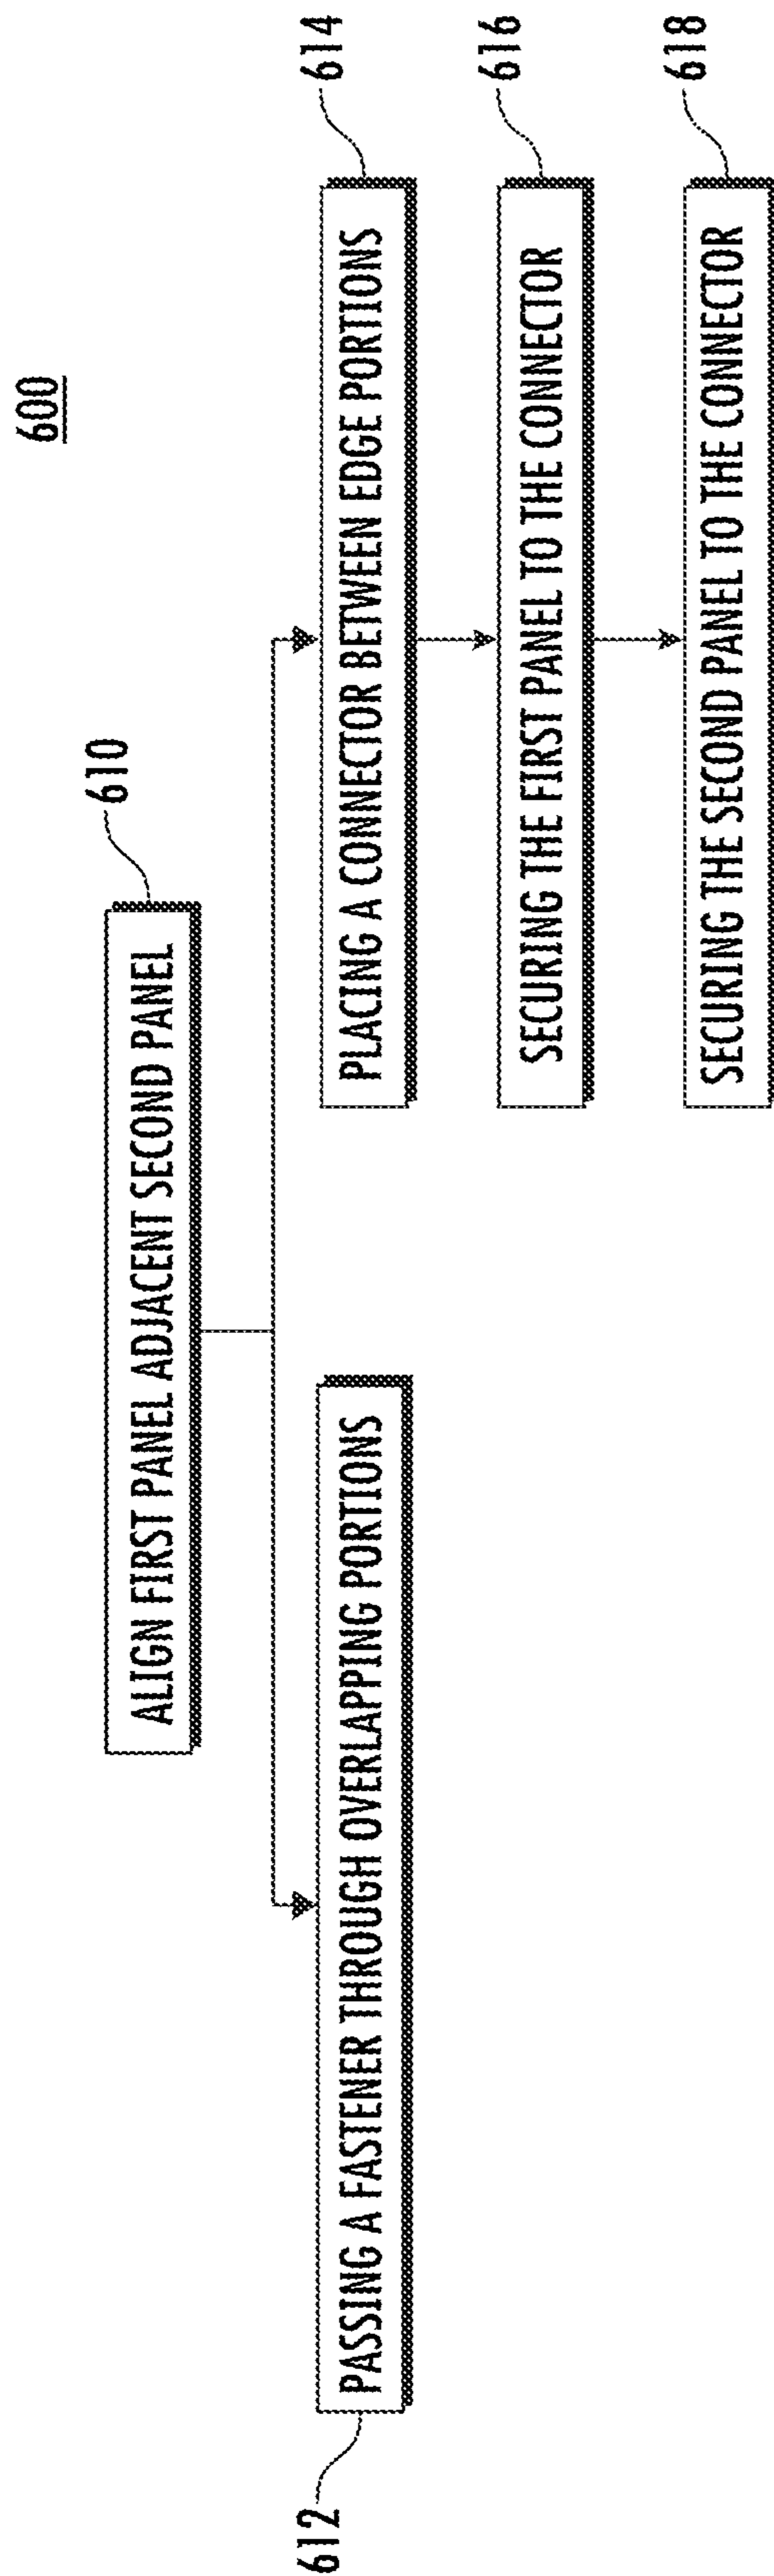 600
610
ALIGN FIRST PANEL ADJACENT SECOND PANEL
612
PASSING A FASTENER THROUGH OVERLAPPING PORTIONS
614
PLACING A CONNECTOR BETWEEN EDGE PORTIONS
616
SECURING THE FIRST PANEL TO THE CONNECTOR
618
SECURING THE SECOND PANEL TO THE CONNECTOR